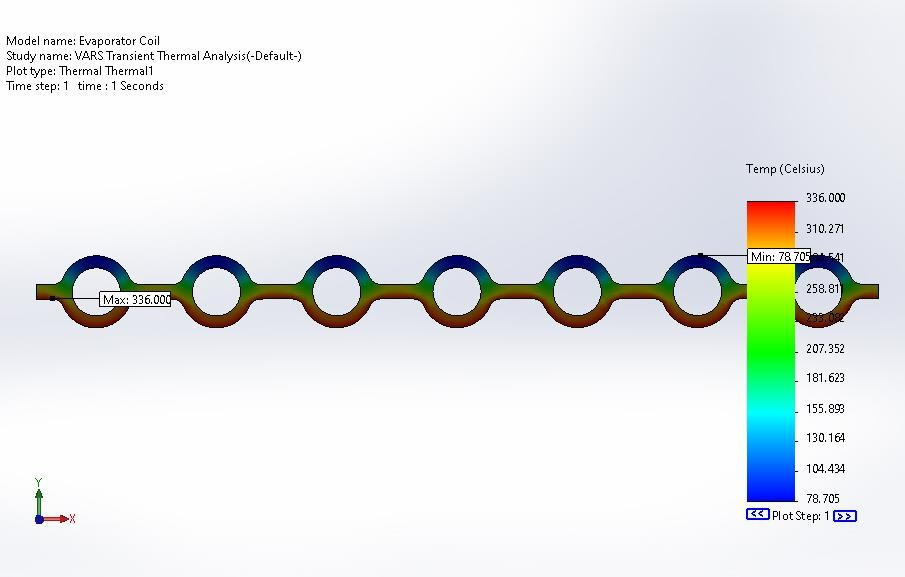 Model name: Evaporator Coil
Study name: VARS Transient Thermal Analysis(-Default-)
Plot type: Thermal Thermal1
Time step: 1 time : 1 Seconds
Temp (Celsius)
336.000
310.271
Min: 78.705
258.811
Max: 336.000
207.352
181.623
155.893
130.164
104.434
78.705
<< Plot Step: 1 >>
Y
X